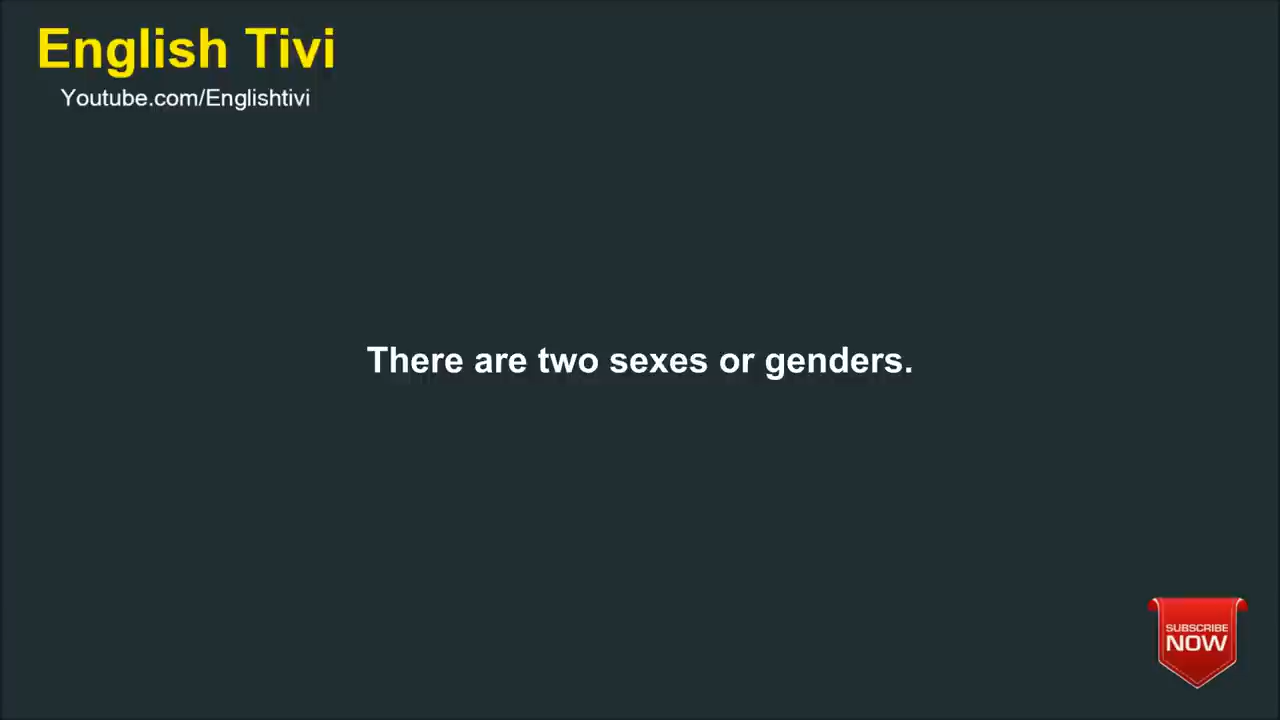 English Tivi
Youtube.com/Englishtivi
There are two sexes or genders.
SUBSCRIBE
NOW